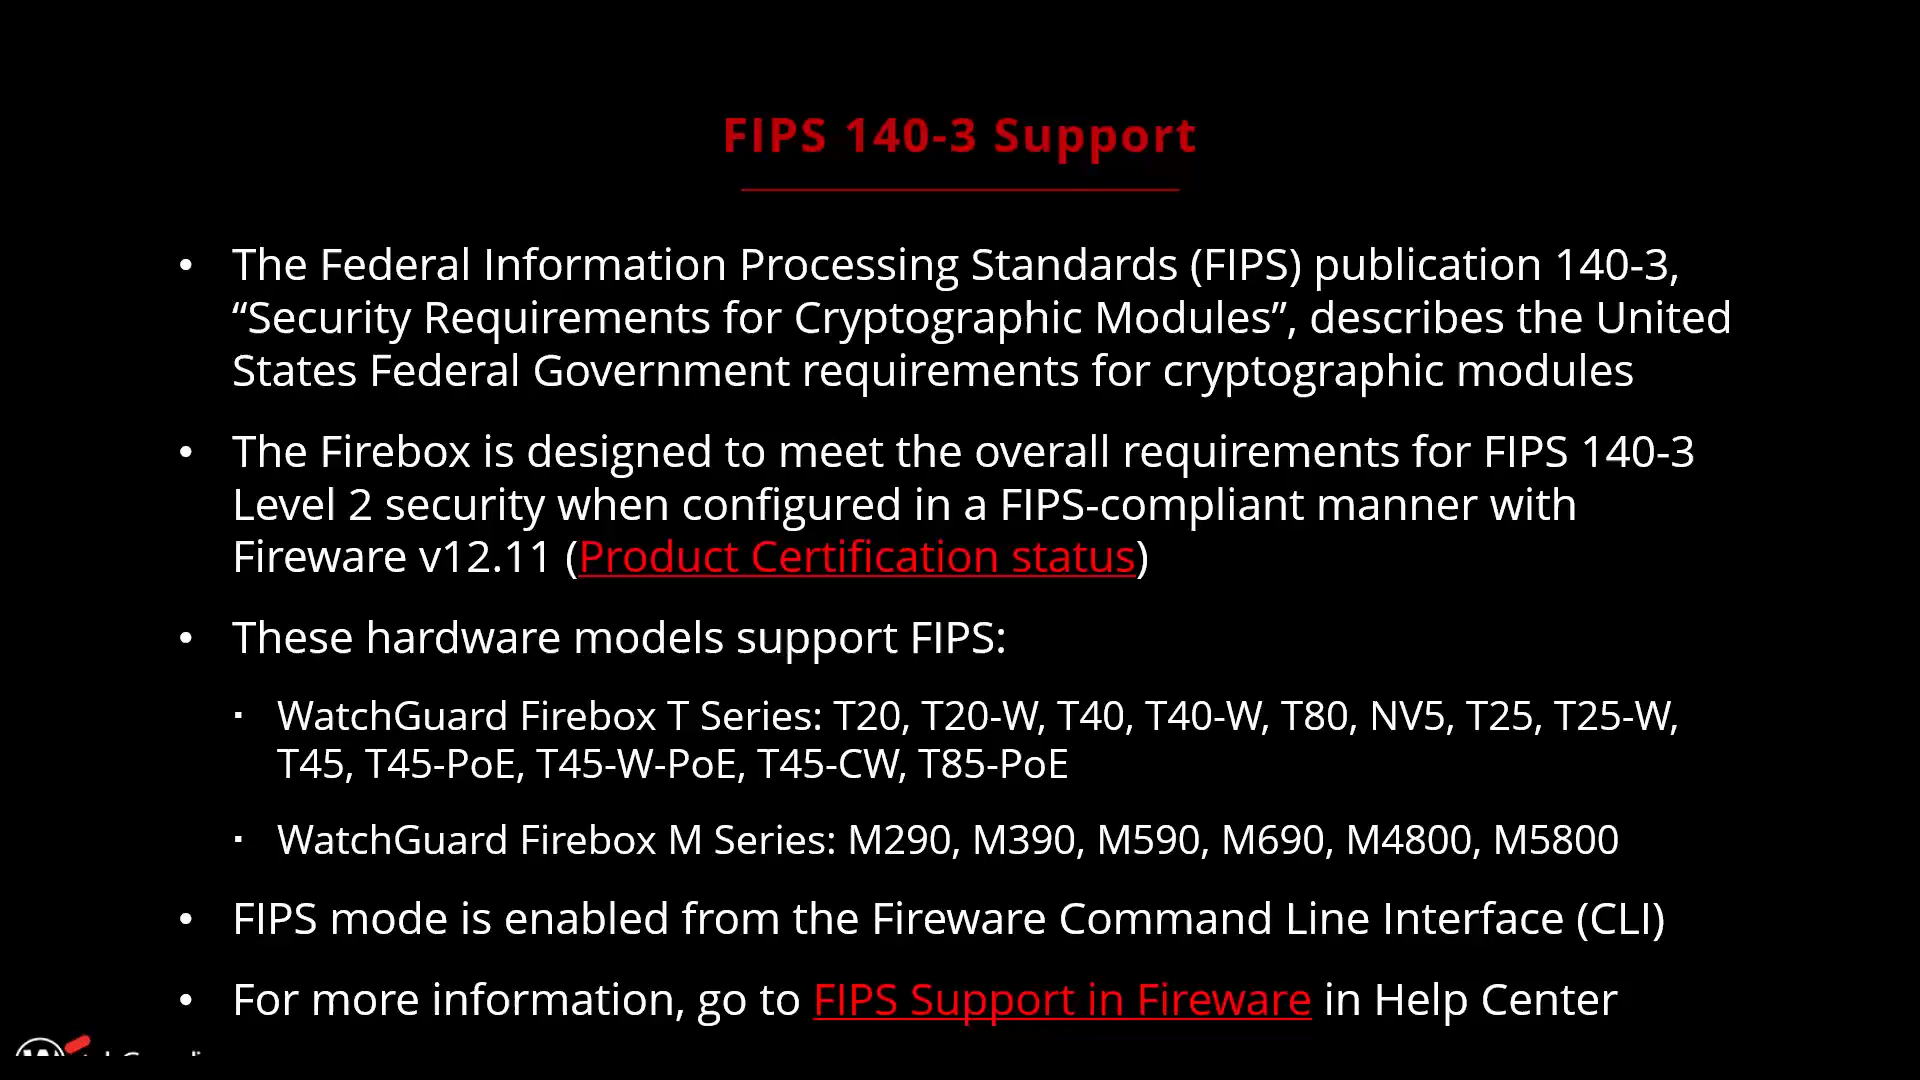 FIPS 140-3 Support
• The Federal Information Processing Standards (FIPS) publication 140-3,
“Security Requirements for Cryptographic Modules”, describes the United
States Federal Government requirements for cryptographic modules
• The Firebox is designed to meet the overall requirements for FIPS 140-3
Level 2 security when configured in a FIPS-compliant manner with
Fireware v12.11 (Product Certification status)
• These hardware models support FIPS:
▪ WatchGuard Firebox T Series: T20, T20-W, T40, T40-W, T80, NV5, T25, T25-W,
T45, T45-PoE, T45-W-PoE, T45-CW, T85-PoE
▪ WatchGuard Firebox M Series: M290, M390, M590, M690, M4800, M5800
• FIPS mode is enabled from the Fireware Command Line Interface (CLI)
• For more information, go to FIPS Support in Fireware in Help Center